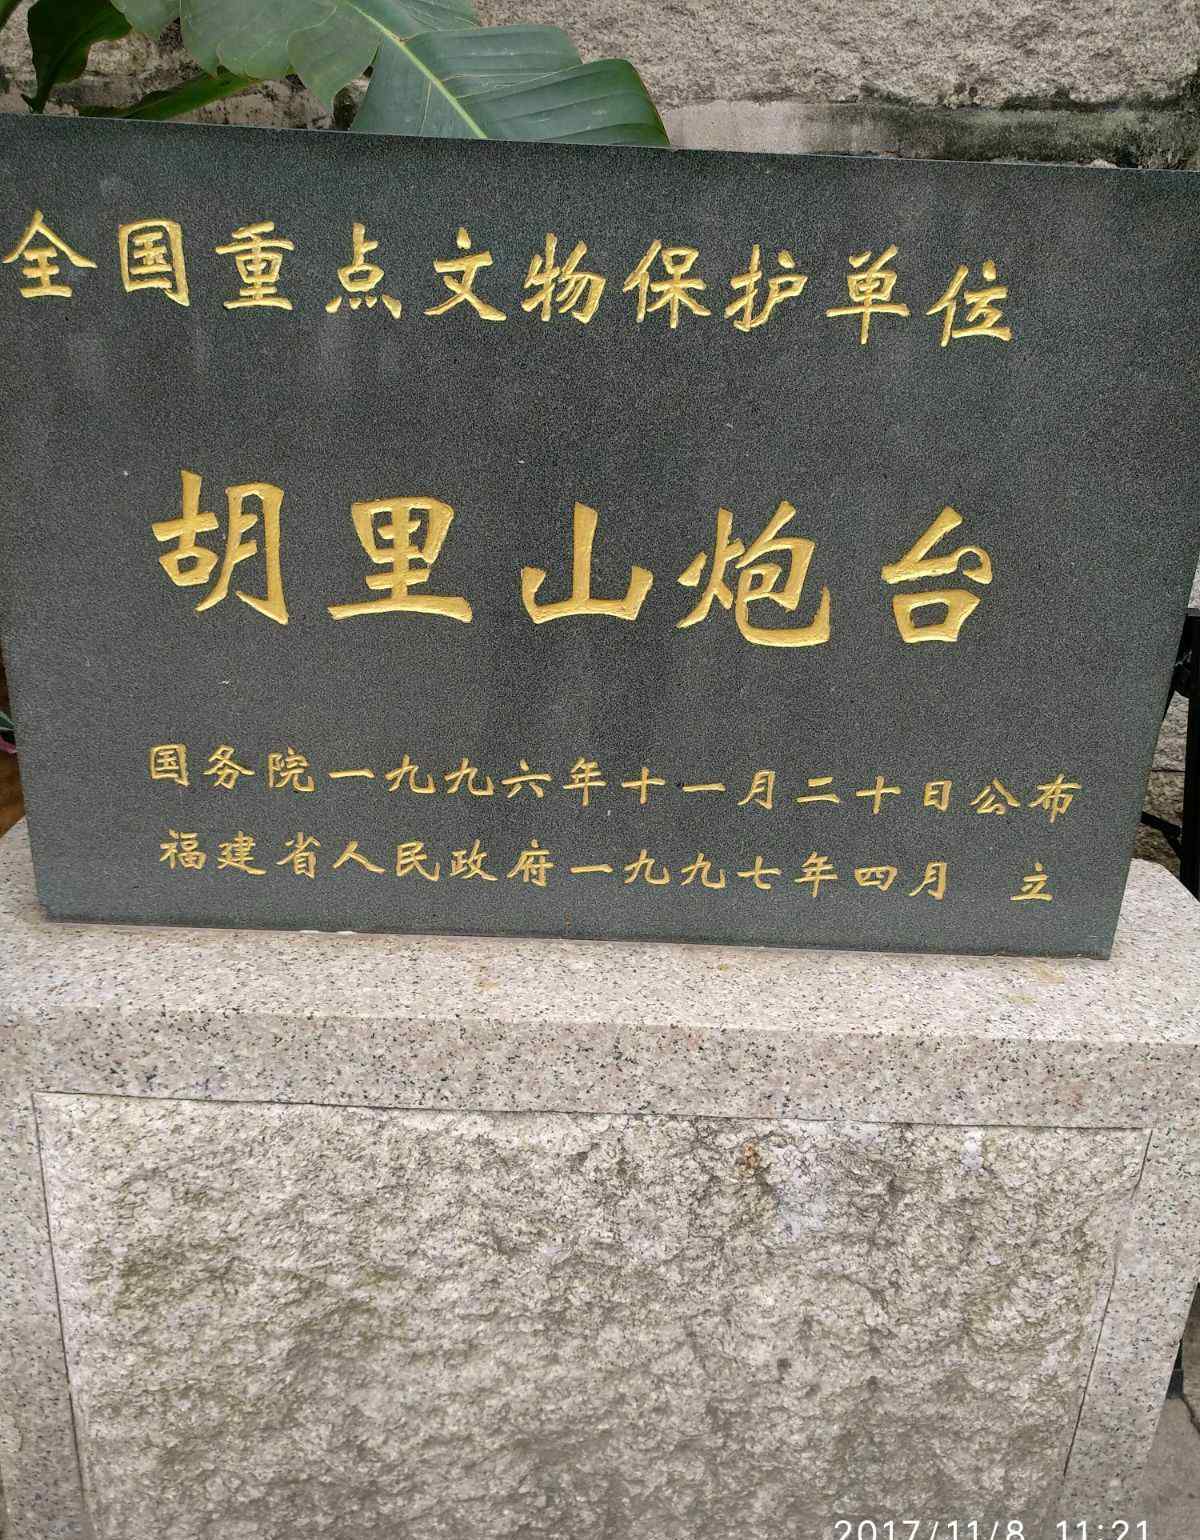 全国重点文物保护单位
胡里山炮台
国务院一九九六年十一月二十日公布
福建省人民政府一九九七年四月 立
2017/11/8 11:21